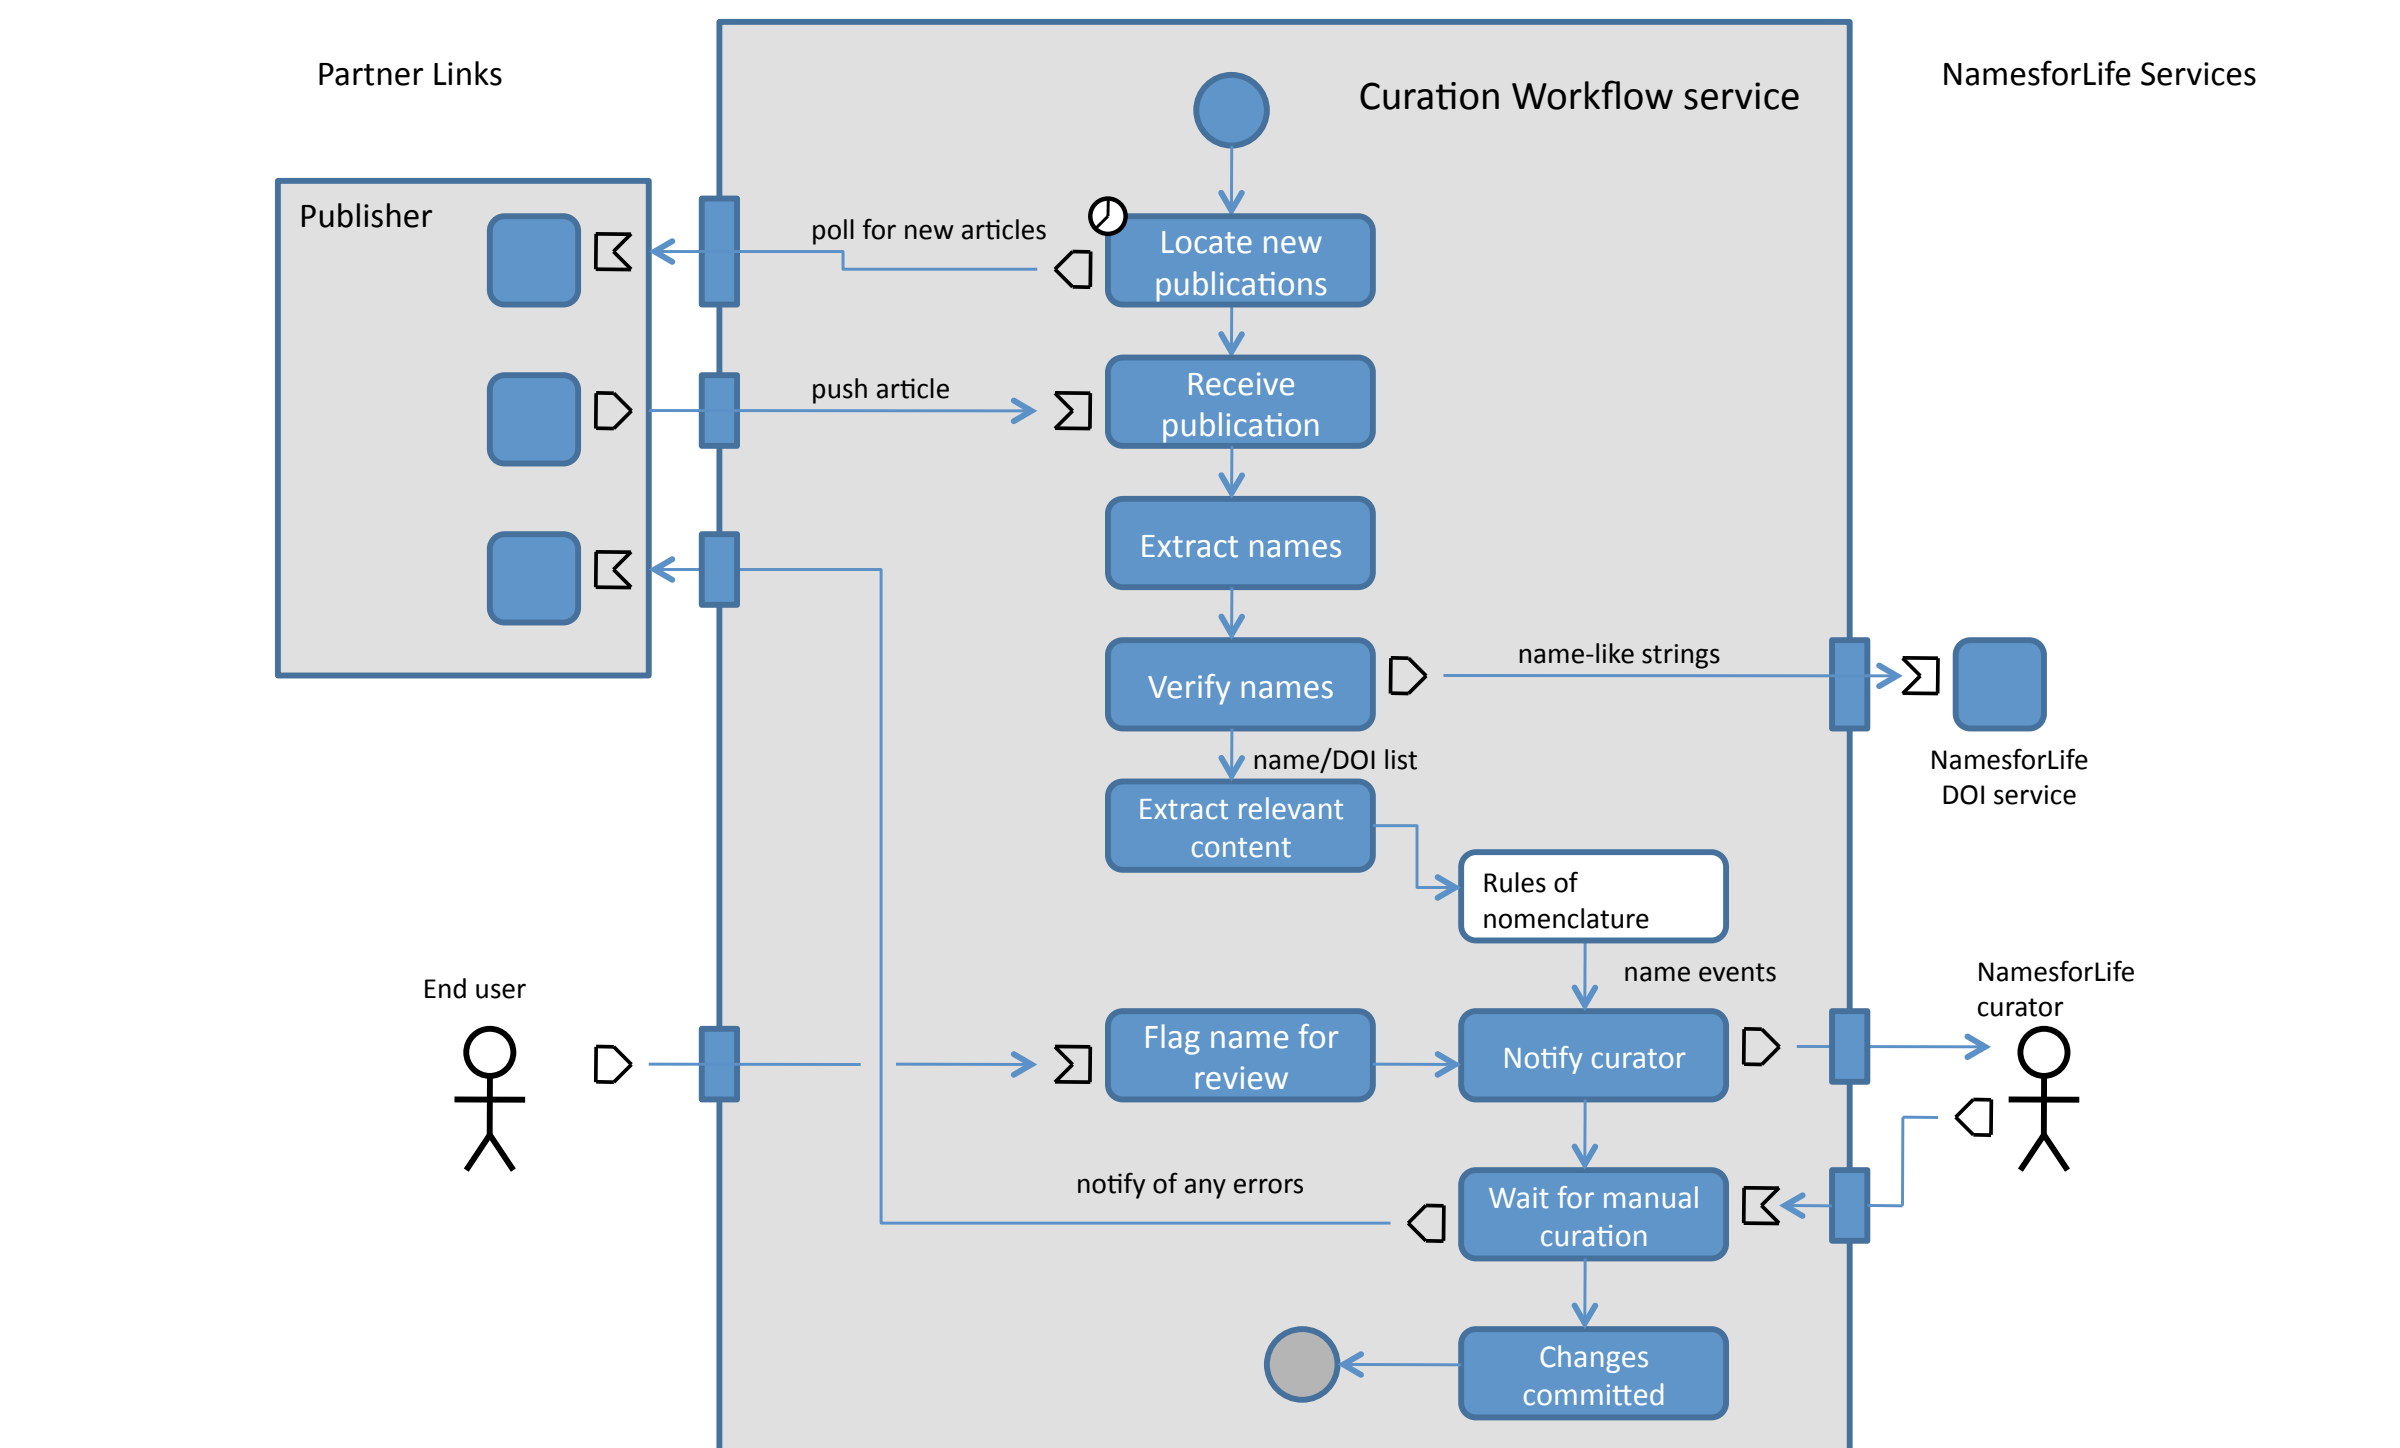 Partner Links
Curation Workflow service
NamesforLife Services
Publisher
poll for new articles
Locate new
publications
push article
Receive
publication
Extract names
Verify names
name-like strings
name/DOI list
NamesforLife
DOI service
Extract relevant
content
Rules of
nomenclature
name events
End user
NamesforLife
curator
Flag name for
review
Notify curator
notify of any errors
Wait for manual
curation
Changes
committed